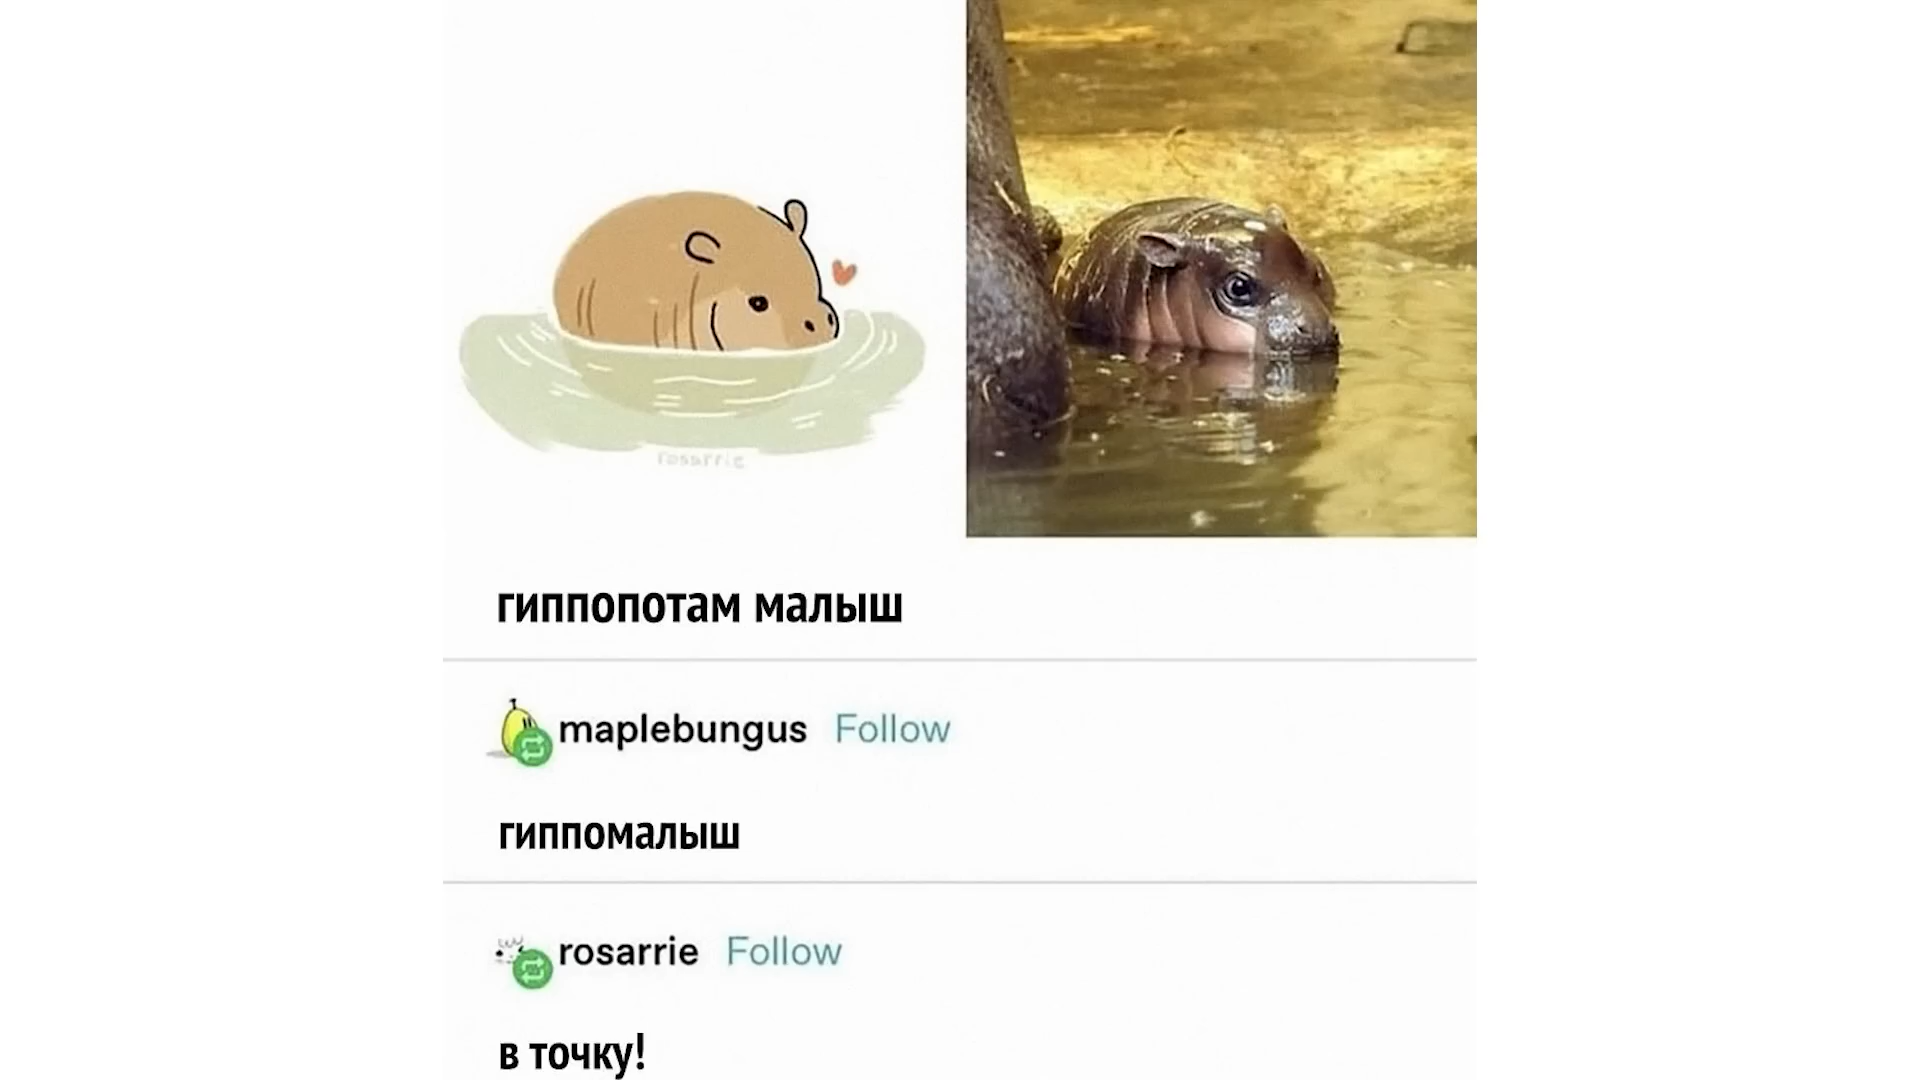 rosarrie
гиппопотам малыш
maplebungus Follow
гиппомалыш
rosarrie Follow
в точку!